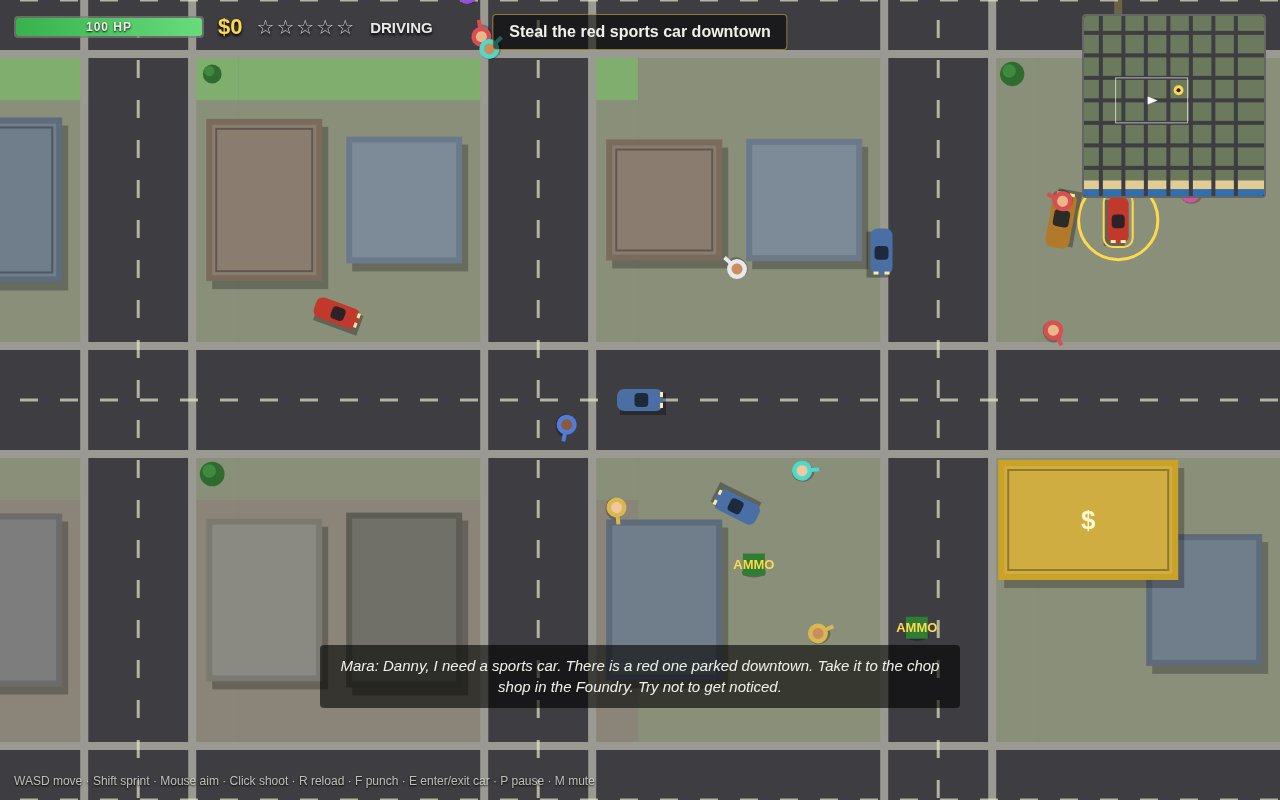 100 HP
$0
☆☆☆☆☆
DRIVING
Steal the red sports car downtown
$
AMMO
AMMO
Mara: Danny, I need a sports car. There is a red one parked downtown. Take it to the chop
shop in the Foundry. Try not to get noticed.
WASD move · Shift sprint · Mouse aim · Click shoot · R reload · F punch · E enter/exit car · P pause · M mute